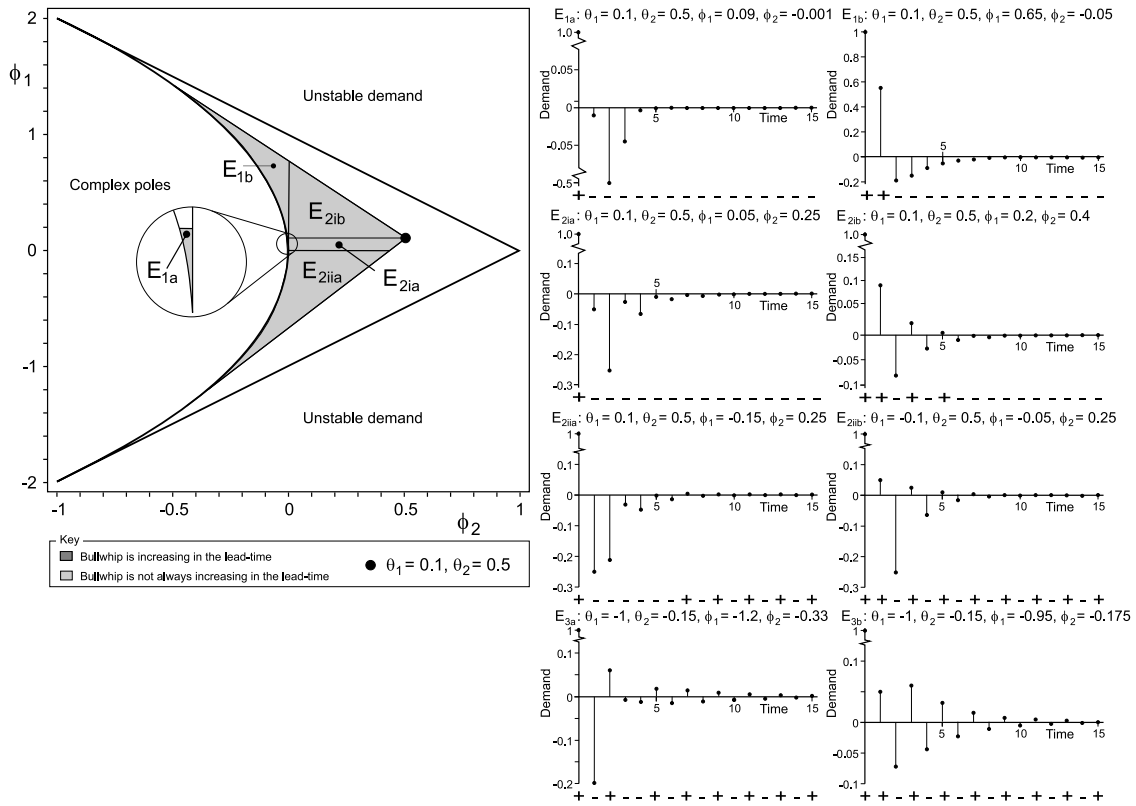 2
ϕ1
1
0
-1
-2
-1
-0.5
0
0.5
1
ϕ2
Unstable demand
Complex poles
E1b
E2ib
E1a
E2iia
E2ia
Unstable demand
Key
Bullwhip is increasing in the lead-time
Bullwhip is not always increasing in the lead-time
θ1 = 0.1, θ2 = 0.5
E1a: θ1 = 0.1, θ2 = 0.5, ϕ1 = 0.09, ϕ2 = -0.001
1.0
0.05
0
-0.05
-0.5
Demand
5
10
Time
15
+ - - - - - - - - - - - - - - -
E1b: θ1 = 0.1, θ2 = 0.5, ϕ1 = 0.65, ϕ2 = -0.05
1.0
0.8
0.6
0.4
0.2
0
-0.2
Demand
5
10
Time
15
+ + - - - - - - - - - - - - - -
E2ia: θ1 = 0.1, θ2 = 0.5, ϕ1 = 0.05, ϕ2 = 0.25
1.0
0.1
0
-0.1
-0.2
-0.3
Demand
5
10
Time
15
+ - - - - - - - - - - - - - - -
E2ib: θ1 = 0.1, θ2 = 0.5, ϕ1 = 0.2, ϕ2 = 0.4
1.0
0.15
0.10
0.15
0
-0.05
-0.1
Demand
5
10
Time
15
+ + - + - + - - - - - - - - - -
E2iia: θ1 = 0.1, θ2 = 0.5, ϕ1 = -0.15, ϕ2 = 0.25
1
0.1
0
-0.1
-0.2
-0.3
Demand
5
10
Time
15
+ - - - - - - + - + - + - + - +
E2iib: θ1 = -0.1, θ2 = 0.5, ϕ1 = -0.05, ϕ2 = 0.25
1
0.1
0
-0.1
-0.2
-0.3
Demand
5
10
Time
15
+ + - + - + - + - + - + - + - +
E3a: θ1 = -1, θ2 = -0.15, ϕ1 = -1.2, ϕ2 = -0.33
1
0.1
0
-0.1
-0.2
Demand
5
10
Time
15
+ - + - - + - + - + - + - + - +
E3b: θ1 = -1, θ2 = -0.15, ϕ1 = -0.95, ϕ2 = -0.175
1
0.1
0.05
0
-0.05
-0.1
Demand
5
10
Time
15
+ + - + - + - + - + - + - + - +